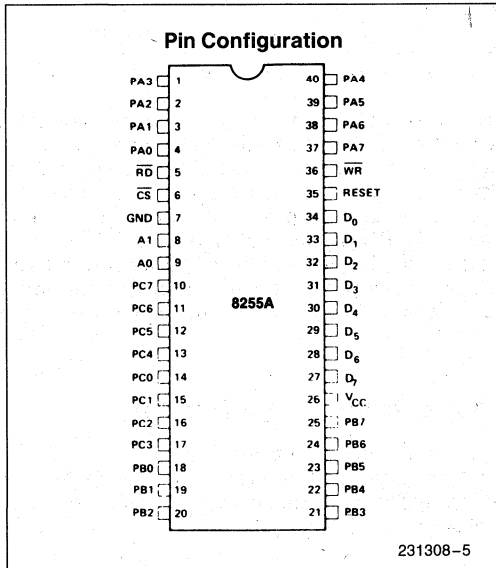 Pin Configuration
PA3 1 40 PA4
PA2 2 39 PA5
PA1 3 38 PA6
PA0 4 37 PA7
R̅D̅ 5 36 W̅R̅
C̅S̅ 6 35 RESET
GND 7 34 D₀
A1 8 33 D₁
A0 9 32 D₂
PC7 10 31 D₃
PC6 11 8255A 30 D₄
PC5 12 29 D₅
PC4 13 28 D₆
PC0 14 27 D₇
PC1 15 26 VCC
PC2 16 25 PB7
PC3 17 24 PB6
PB0 18 23 PB5
PB1 19 22 PB4
PB2 20 21 PB3
231308–5